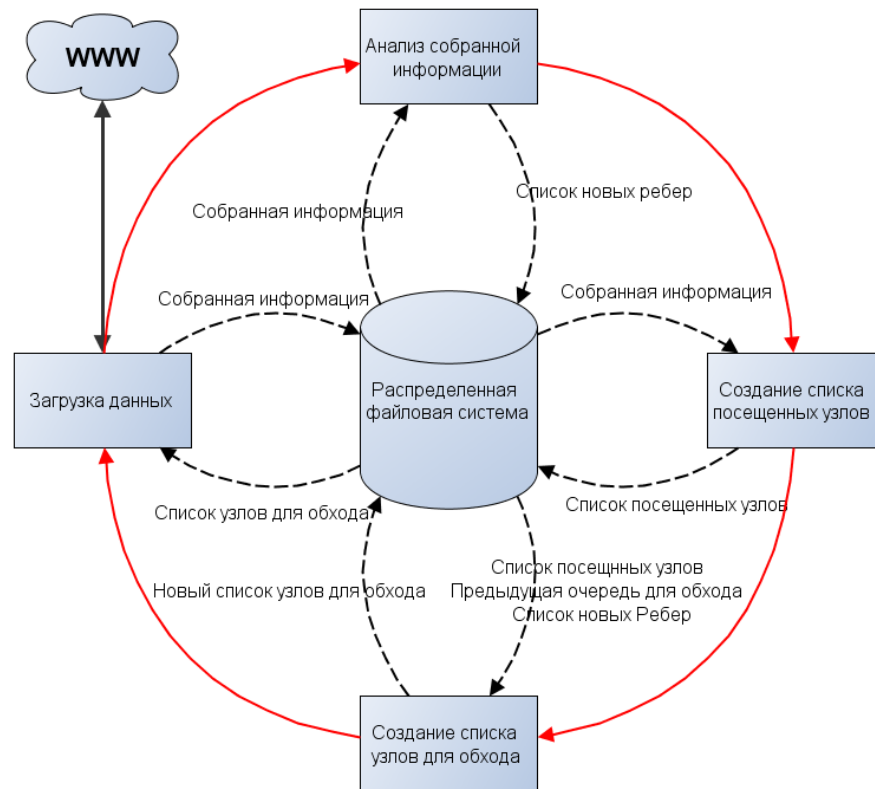 WWW
Анализ собранной
информации
Собранная информация
Список новых ребер
Собранная информация
Собранная информация
Загрузка данных
Распределенная
файловая система
Создание списка
посещенных узлов
Список узлов для обхода
Список посещенных узлов
Новый список узлов для обхода
Список посещнных узлов
Предыдущая очередь для обхода
Список новых Ребер
Создание списка
узлов для обхода